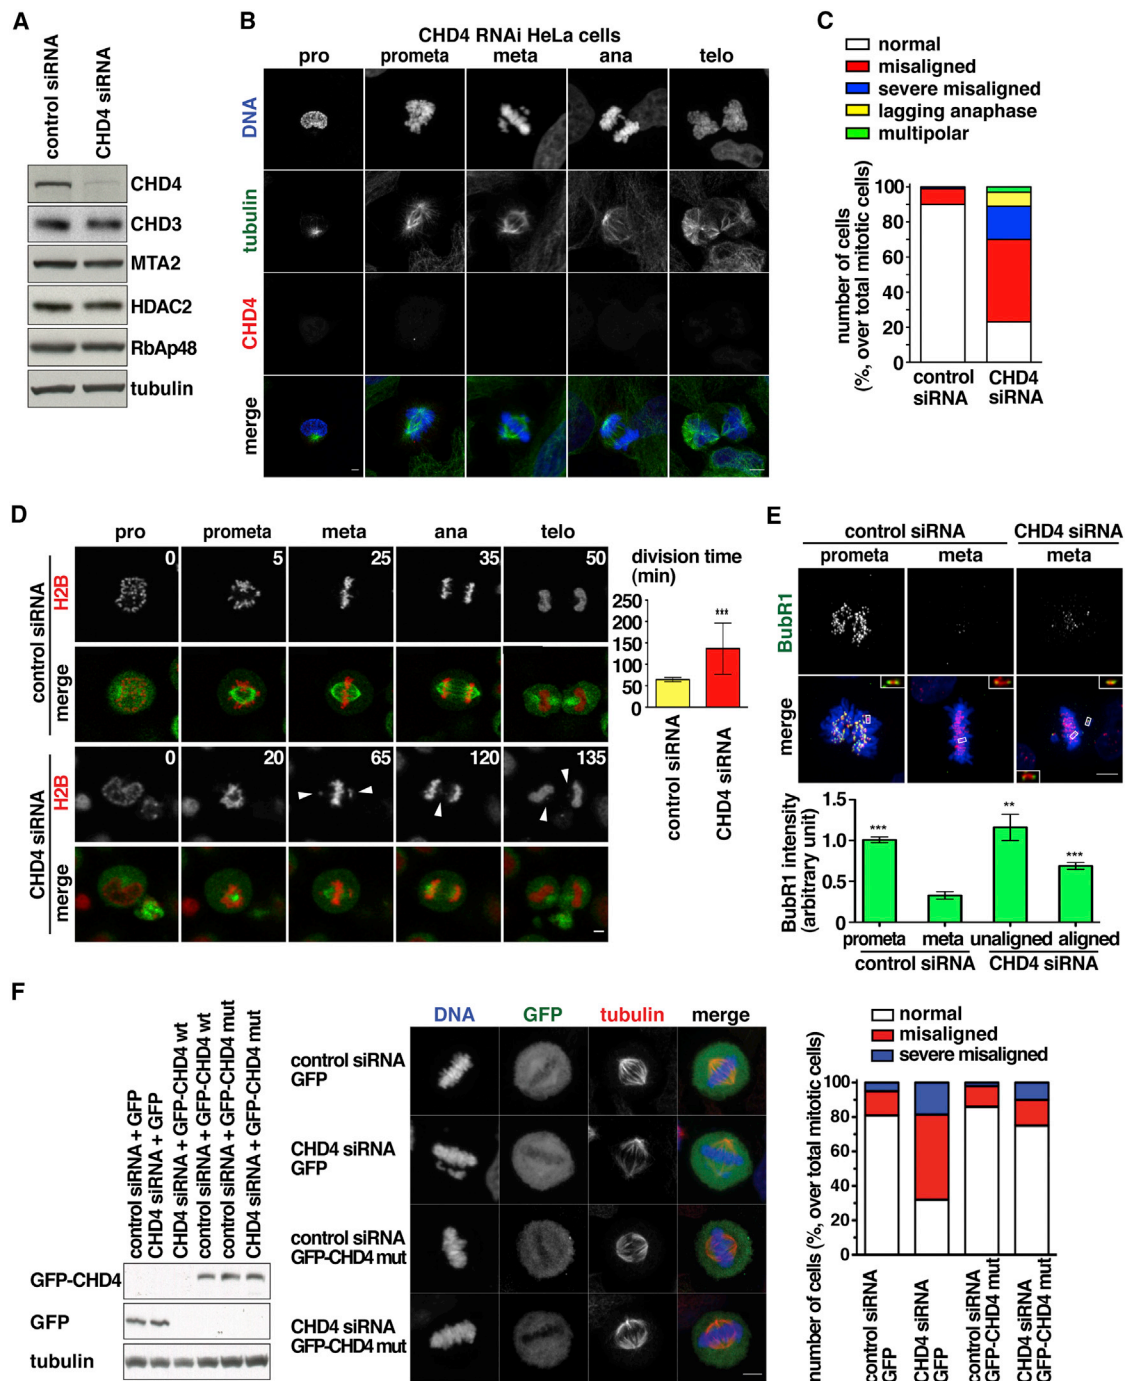 A
control siRNA
CHD4 siRNA
CHD4
CHD3
MTA2
HDAC2
RbAp48
tubulin
B
CHD4 RNAi HeLa cells
pro prometa meta ana telo
DNA
tubulin
CHD4
merge
C
normal
misaligned
severe misaligned
lagging anaphase
multipolar
number of cells
(%, over total mitotic cells)
100
80
60
40
20
0
control siRNA
CHD4 siRNA
D
pro prometa meta ana telo
control siRNA
H2B
0 5 25 35 50
merge
CHD4 siRNA
H2B
0 20 65 120 135
merge
division time
(min)
250
200
150
100
50
0
***
control siRNA
CHD4 siRNA
E
control siRNA CHD4 siRNA
prometa meta meta
BubR1
merge
BubR1 intensity
(arbitrary unit)
1.5
1.0
0.5
0
*** ** ***
prometa meta unaligned aligned
control siRNA CHD4 siRNA
F
control siRNA + GFP
CHD4 siRNA + GFP
CHD4 siRNA + GFP-CHD4 wt
control siRNA + GFP-CHD4 wt
control siRNA + GFP-CHD4 mut
CHD4 siRNA + GFP-CHD4 mut
GFP-CHD4
GFP
tubulin
DNA GFP tubulin merge
control siRNA
GFP
CHD4 siRNA
GFP
control siRNA
GFP-CHD4 mut
CHD4 siRNA
GFP-CHD4 mut
normal
misaligned
severe misaligned
number of cells (%, over total mitotic cells)
100
80
60
40
20
0
control siRNA
GFP
CHD4 siRNA
GFP
control siRNA
GFP-CHD4 mut
CHD4 siRNA
GFP-CHD4 mut